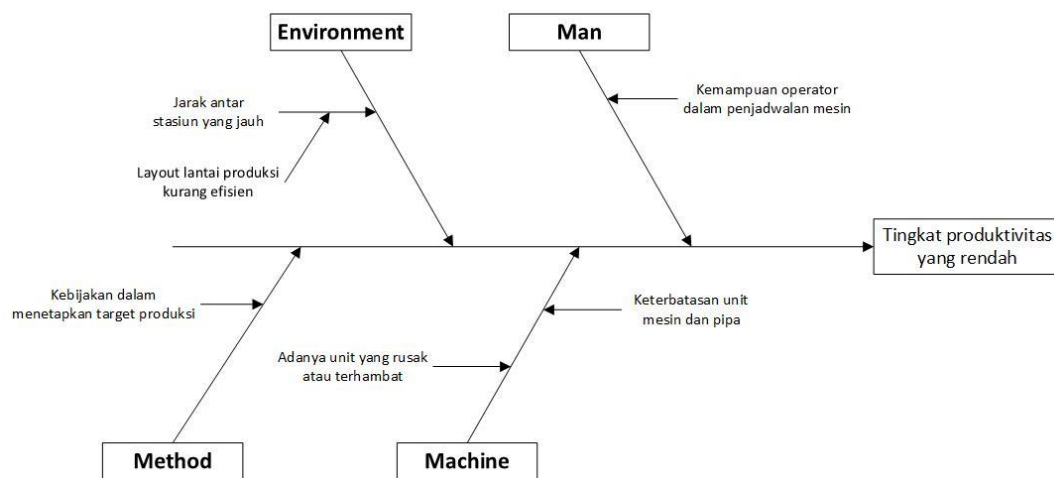 Environment
Man
Jarak antar
stasiun yang jauh
Kemampuan operator
dalam penjadwalan mesin
Layout lantai produksi
kurang efisien
Tingkat produktivitas
yang rendah
Kebijakan dalam
menetapkan target produksi
Keterbatasan unit
mesin dan pipa
Adanya unit yang rusak
atau terhambat
Method
Machine